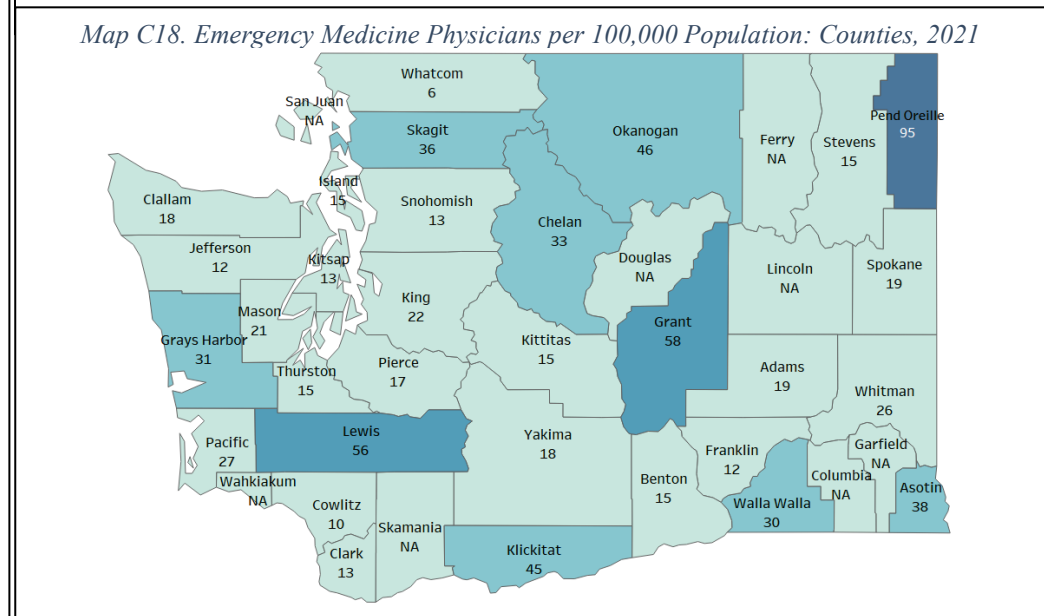 Map C18. Emergency Medicine Physicians per 100,000 Population: Counties, 2021
Whatcom
6
San Juan
NA
Skagit
36
Okanogan
46
Ferry
NA
Stevens
15
Pend Oreille
95
Island
15
Clallam
18
Snohomish
13
Chelan
33
Jefferson
12
Kitsap
13
Douglas
NA
Lincoln
NA
Spokane
19
King
22
Mason
21
Grays Harbor
31
Grant
58
Kittitas
15
Pierce
17
Thurston
15
Adams
19
Whitman
26
Lewis
56
Pacific
27
Yakima
18
Franklin
12
Garfield
NA
Wahkiakum
NA
Benton
15
Columbia
NA
Asotin
38
Walla Walla
30
Cowlitz
10
Skamania
NA
Clark
13
Klickitat
45